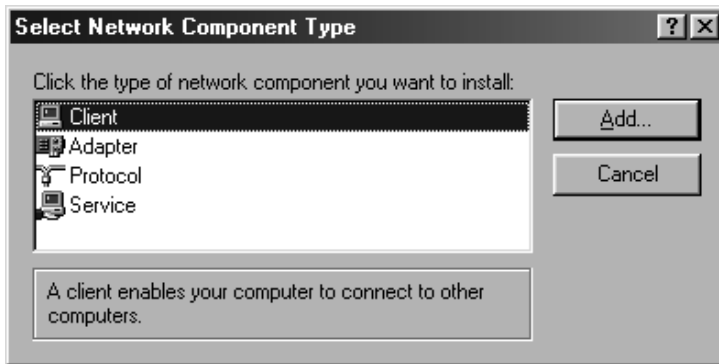 Select Network Component Type
Click the type of network component you want to install:
Client
Add...
Adapter
Protocol
Cancel
Service
A client enables your computer to connect to other
computers.